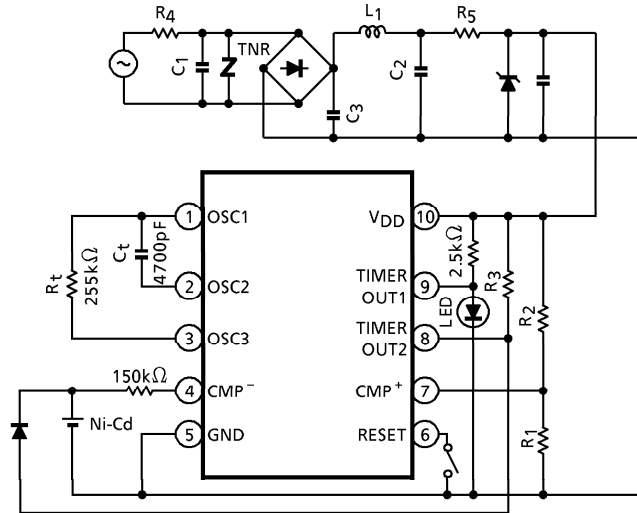 R4
TNR
L1
R5
C1
C2
C3
1
OSC1
VDD
10
Rt
255kΩ
Ct
4700pF
2.5kΩ
R3
R2
2
OSC2
TIMER
OUT1
9
LED
3
OSC3
TIMER
OUT2
8
150kΩ
4
CMP-
CMP+
7
Ni-Cd
5
GND
RESET
6
R1